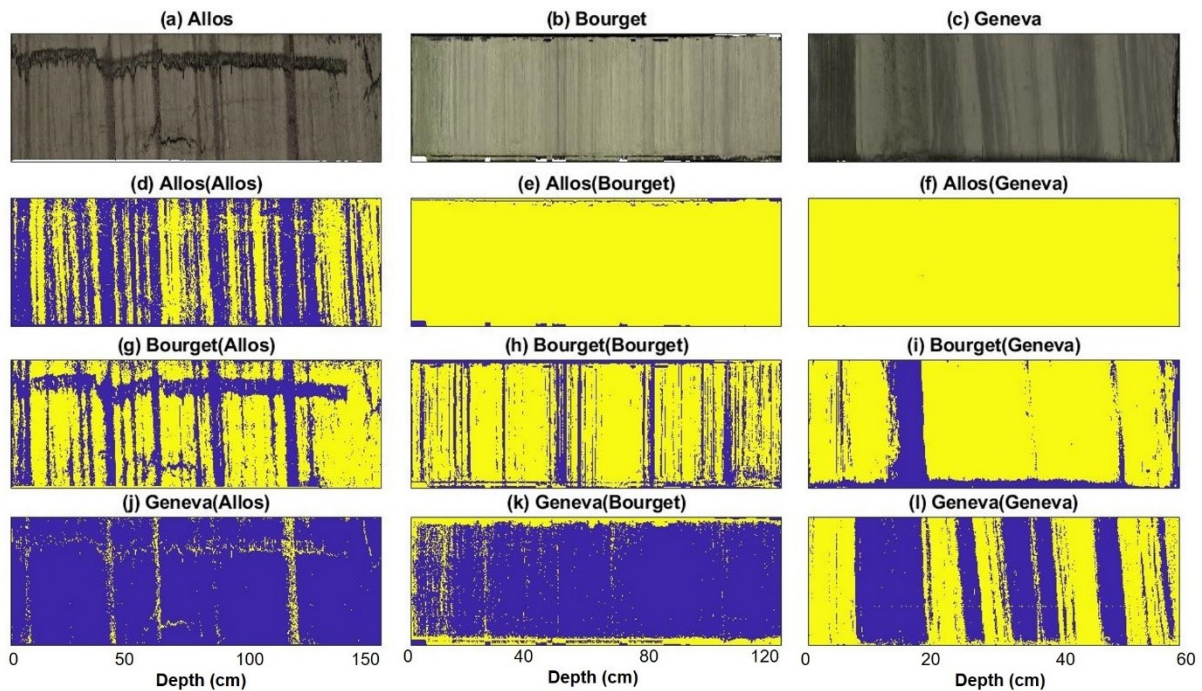 (a) Allos
(b) Bourget
(c) Geneva
(d) Allos(Allos)
(e) Allos(Bourget)
(f) Allos(Geneva)
(g) Bourget(Allos)
(h) Bourget(Bourget)
(i) Bourget(Geneva)
(j) Geneva(Allos)
(k) Geneva(Bourget)
(l) Geneva(Geneva)
0 50 100 150
0 40 80 120
0 20 40 60
Depth (cm)
Depth (cm)
Depth (cm)